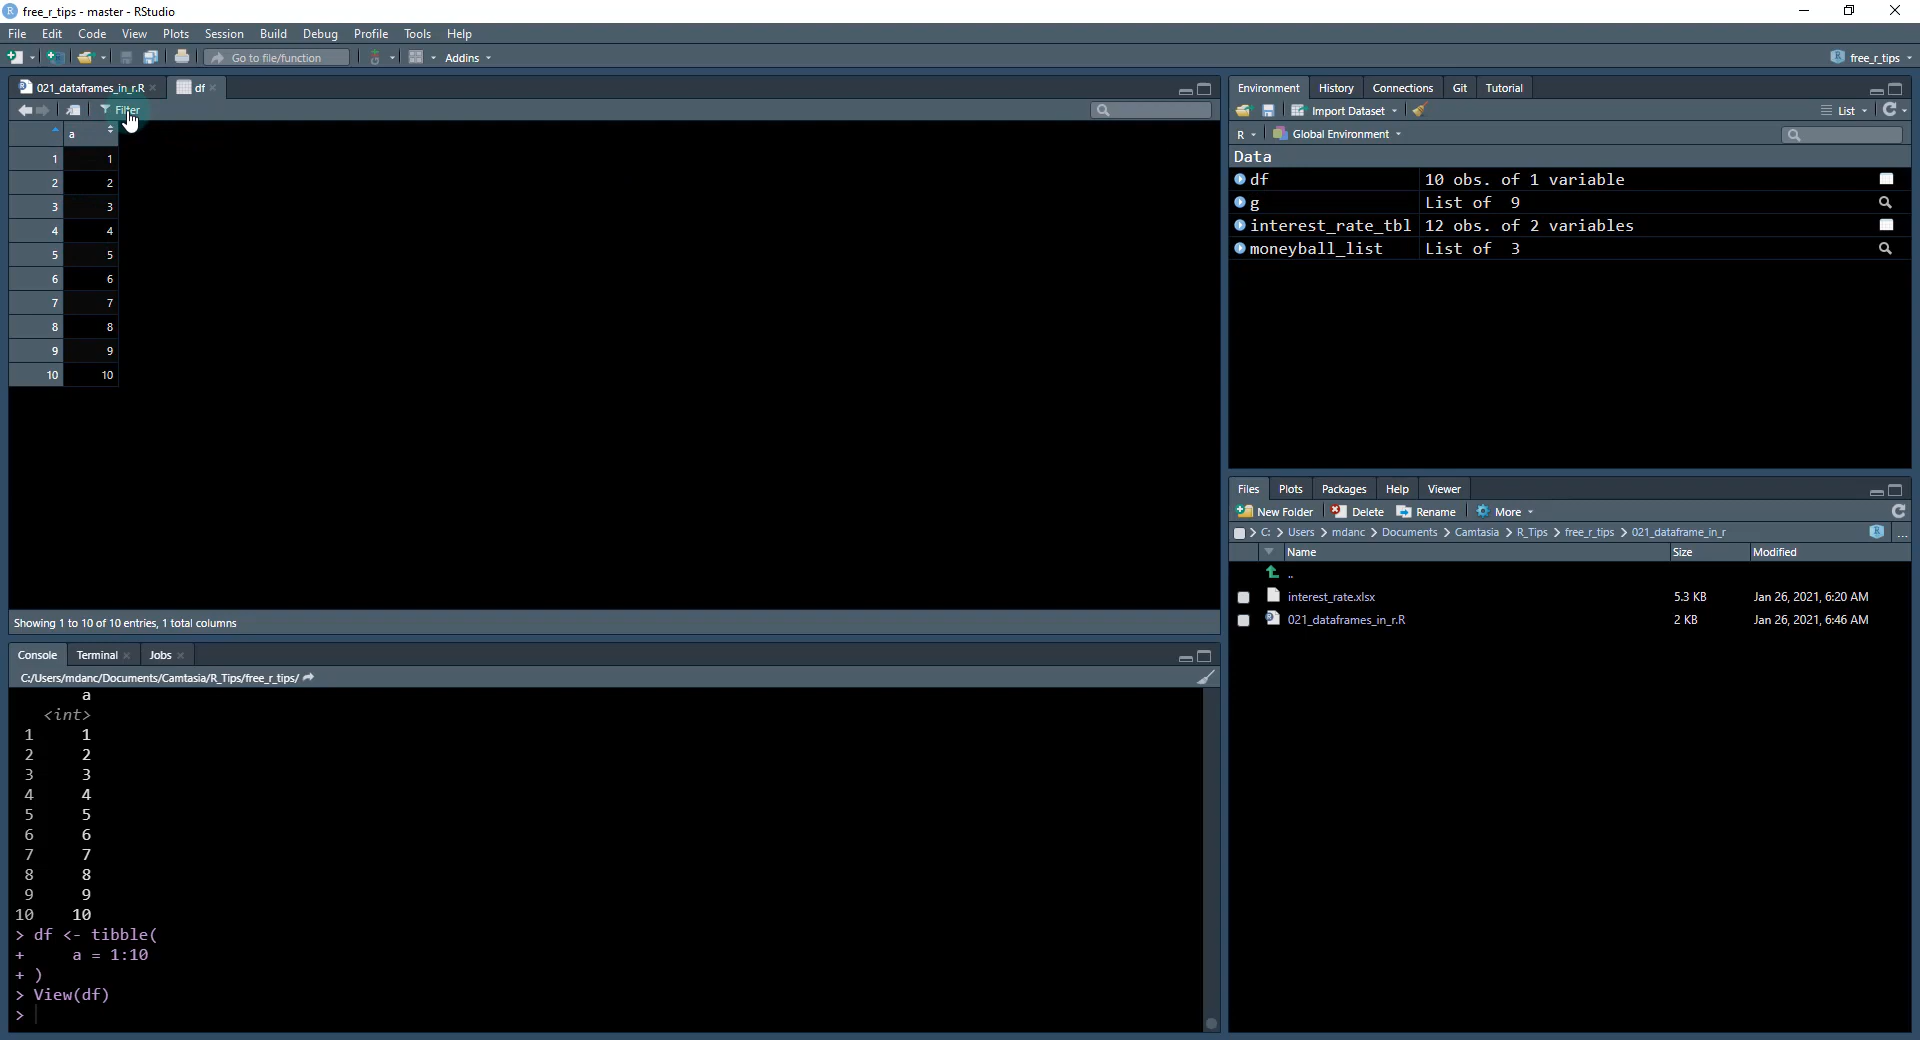 free_r_tips - master - RStudio
File Edit Code View Plots Session Build Debug Profile Tools Help
Go to file/function Addins free_r_tips
021_dataframes_in_r.R df
Filter
a
1 1
2 2
3 3
4 4
5 5
6 6
7 7
8 8
9 9
10 10
Showing 1 to 10 of 10 entries, 1 total columns
Console Terminal Jobs
C:/Users/mdanc/Documents/Camtasia/R_Tips/free_r_tips/
a
<int>
1 1
2 2
3 3
4 4
5 5
6 6
7 7
8 8
9 9
10 10
> df <- tibble(
+ a = 1:10
+ )
> View(df)
>
Environment History Connections Git Tutorial
Import Dataset List
R Global Environment
Data
df 10 obs. of 1 variable
g List of 9
interest_rate_tbl 12 obs. of 2 variables
moneyball_list List of 3
Files Plots Packages Help Viewer
New Folder Delete Rename More
C: > Users > mdanc > Documents > Camtasia > R_Tips > free_r_tips > 021_dataframe_in_r ...
Name Size Modified
..
interest_rate.xlsx 5.3 KB Jan 26, 2021, 6:20 AM
021_dataframes_in_r.R 2 KB Jan 26, 2021, 6:46 AM